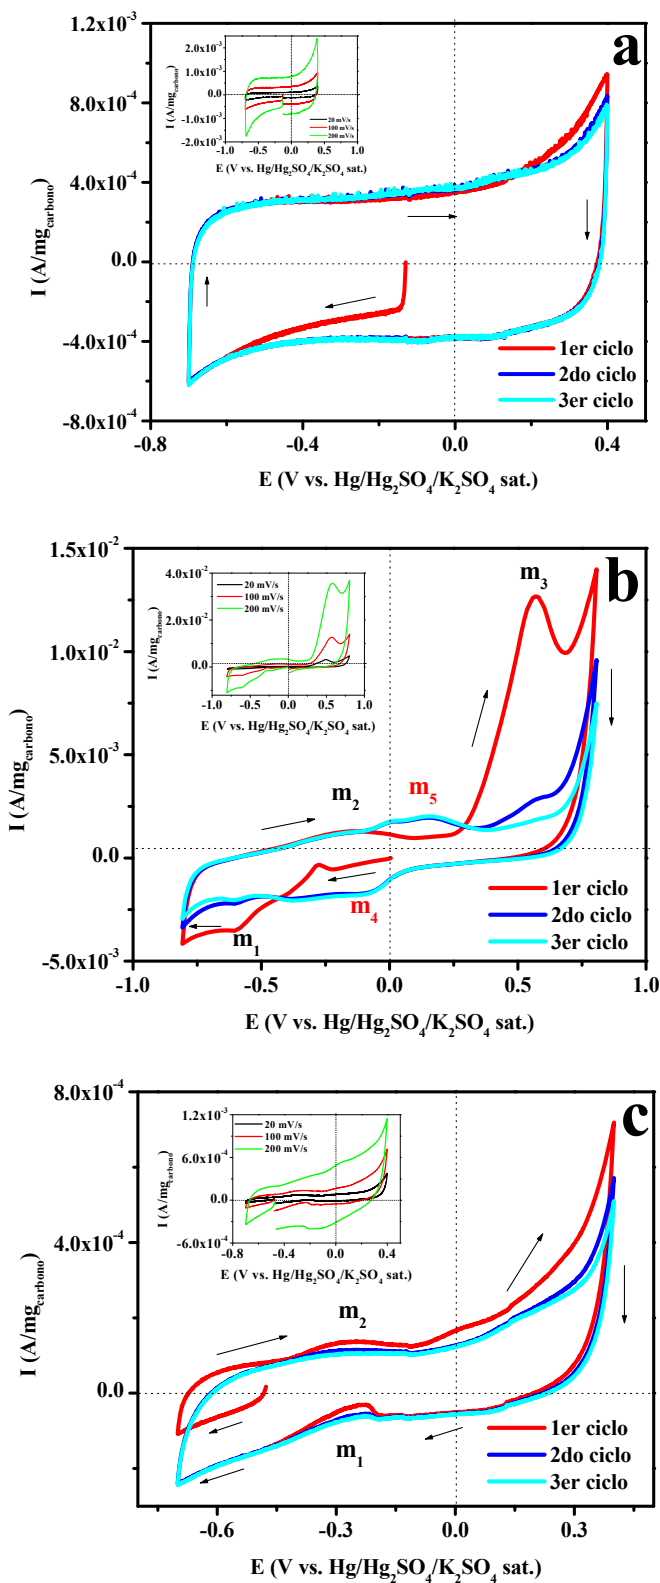 a
1.2x10⁻³
8.0x10⁻⁴
4.0x10⁻⁴
0.0
-4.0x10⁻⁴
-8.0x10⁻⁴
I (A/mg_carbono)
-0.8
-0.4
0.0
0.4
E (V vs. Hg/Hg₂SO₄/K₂SO₄ sat.)
1er ciclo
2do ciclo
3er ciclo
2.0x10⁻³
1.0x10⁻³
0.0
-1.0x10⁻³
-2.0x10⁻³
I (A/mg_carbono)
20 mV/s
100 mV/s
200 mV/s
-1.0
-0.5
0.0
0.5
1.0
E (V vs. Hg/Hg₂SO₄/K₂SO₄ sat.)
b
1.5x10⁻²
1.0x10⁻²
5.0x10⁻³
0.0
-5.0x10⁻³
I (A/mg_carbono)
-1.0
-0.5
0.0
0.5
1.0
E (V vs. Hg/Hg₂SO₄/K₂SO₄ sat.)
m₃
m₂
m₅
m₄
m₁
1er ciclo
2do ciclo
3er ciclo
4.0x10⁻²
2.0x10⁻²
0.0
I (A/mg_carbono)
20 mV/s
100 mV/s
200 mV/s
-1.0
-0.5
0.0
0.5
1.0
E (V vs. Hg/Hg₂SO₄/K₂SO₄ sat.)
c
8.0x10⁻⁴
4.0x10⁻⁴
0.0
I (A/mg_carbono)
-0.6
-0.3
0.0
0.3
E (V vs. Hg/Hg₂SO₄/K₂SO₄ sat.)
m₂
m₁
1er ciclo
2do ciclo
3er ciclo
1.2x10⁻³
6.0x10⁻⁴
0.0
-6.0x10⁻⁴
I (A/mg_carbono)
20 mV/s
100 mV/s
200 mV/s
-0.8
-0.4
0.0
0.4
E (V vs. Hg/Hg₂SO₄/K₂SO₄ sat.)